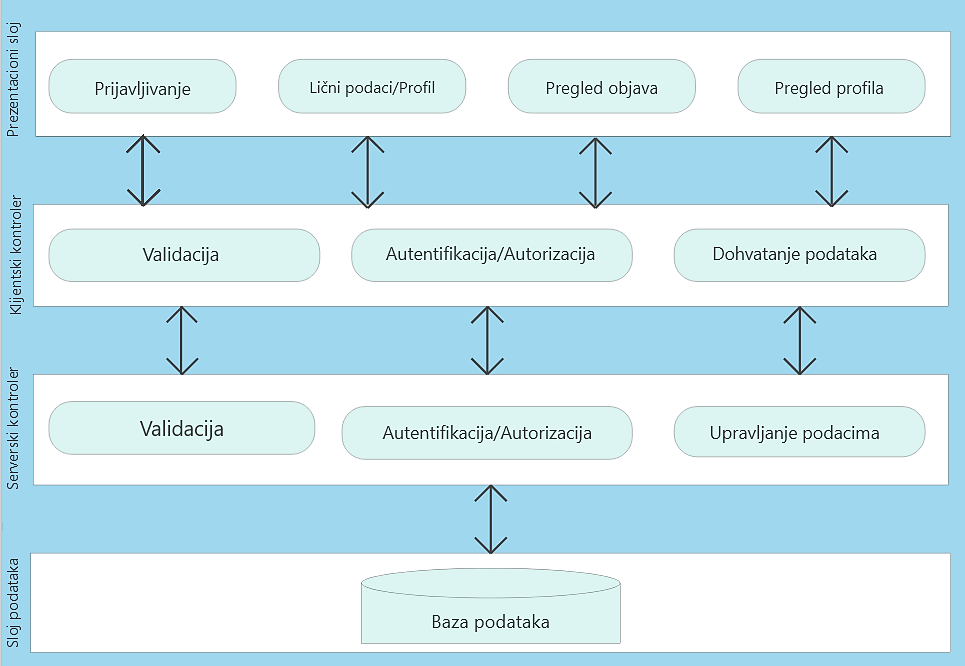 Prezentacioni sloj
Prijavljivanje
Lični podaci/Profil
Pregled objava
Pregled profila
Klijentski kontroler
Validacija
Autentifikacija/Autorizacija
Dohvatanje podataka
Serverski kontroler
Validacija
Autentifikacija/Autorizacija
Upravljanje podacima
Sloj podataka
Baza podataka